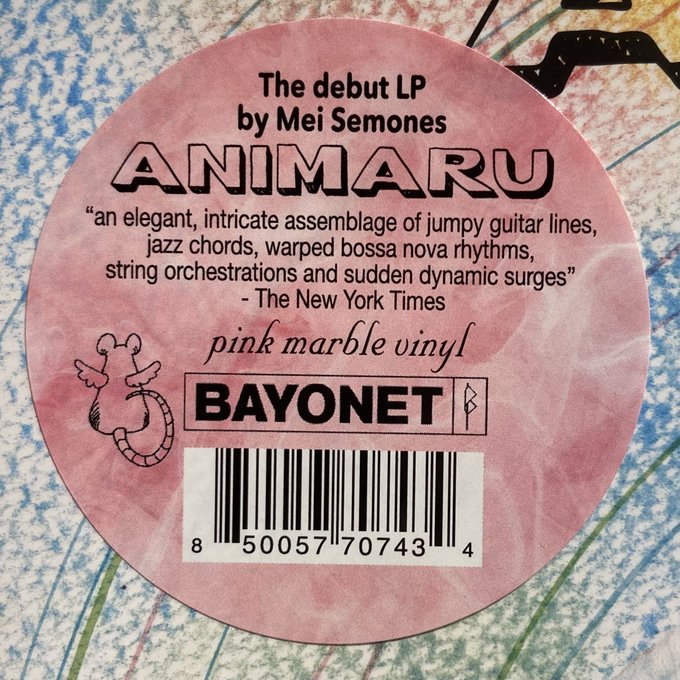 The debut LP
by Mei Semones
ANIMARU
“an elegant, intricate assemblage of jumpy guitar lines,
jazz chords, warped bossa nova rhythms,
string orchestrations and sudden dynamic surges”
- The New York Times
pink marble vinyl
BAYONET
8 50057 70743 4